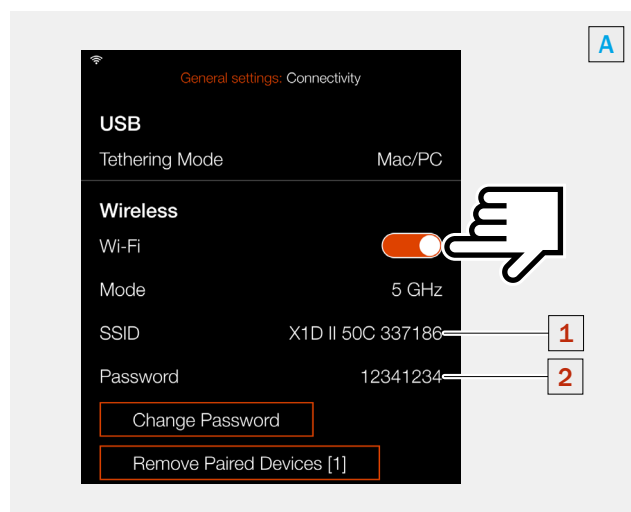 A
General settings: Connectivity
USB
Tethering Mode Mac/PC
Wireless
Wi-Fi
Mode 5 GHz
SSID X1D II 50C 337186 1
Password 12341234 2
Change Password
Remove Paired Devices [1]